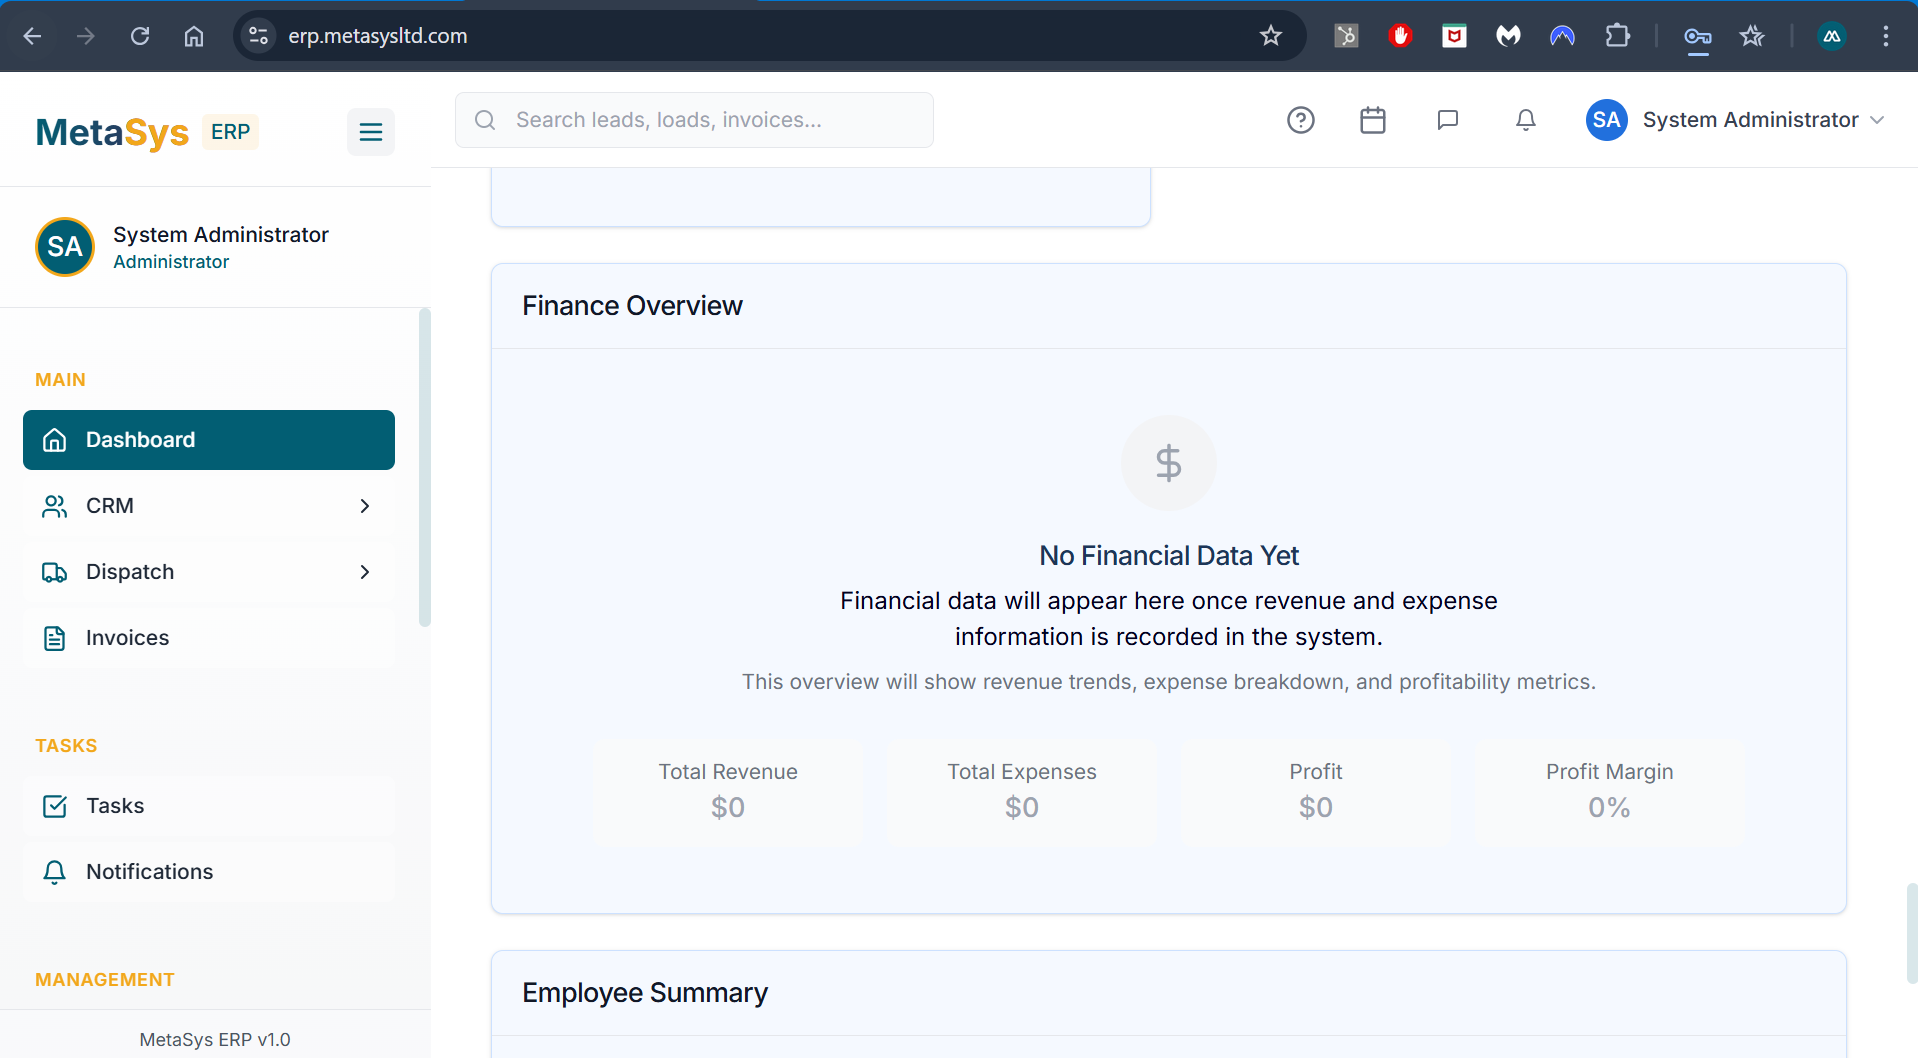 erp.metasysltd.com
MetaSys ERP
Search leads, loads, invoices...
SA System Administrator
SA
System Administrator
Administrator
MAIN
Dashboard
CRM
Dispatch
Invoices
TASKS
Tasks
Notifications
MANAGEMENT
MetaSys ERP v1.0
Finance Overview
$
No Financial Data Yet
Financial data will appear here once revenue and expense
information is recorded in the system.
This overview will show revenue trends, expense breakdown, and profitability metrics.
Total Revenue
$0
Total Expenses
$0
Profit
$0
Profit Margin
0%
Employee Summary